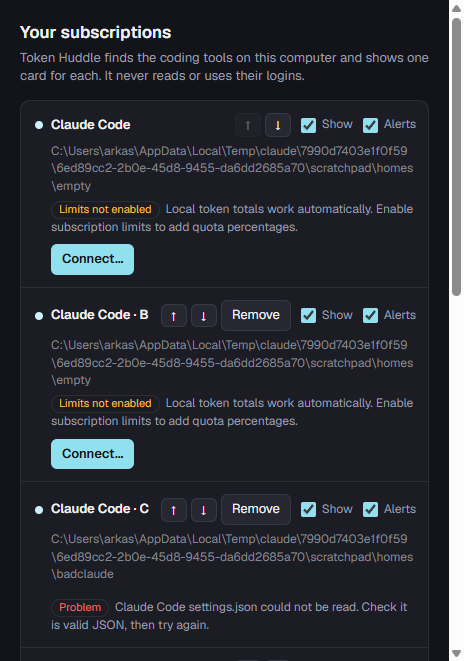 Your subscriptions
Token Huddle finds the coding tools on this computer and shows one
card for each. It never reads or uses their logins.
Claude Code ↑ ↓ Show Alerts
C:\Users\arkas\AppData\Local\Temp\claude\7990d7403e1f0f59
\6ed89cc2-2b0e-45d8-9455-da6dd2685a70\scratchpad\homes
\empty
Limits not enabled Local token totals work automatically. Enable
subscription limits to add quota percentages.
Connect...
Claude Code · B ↑ ↓ Remove Show Alerts
C:\Users\arkas\AppData\Local\Temp\claude\7990d7403e1f0f59
\6ed89cc2-2b0e-45d8-9455-da6dd2685a70\scratchpad\homes
\empty
Limits not enabled Local token totals work automatically. Enable
subscription limits to add quota percentages.
Connect...
Claude Code · C ↑ ↓ Remove Show Alerts
C:\Users\arkas\AppData\Local\Temp\claude\7990d7403e1f0f59
\6ed89cc2-2b0e-45d8-9455-da6dd2685a70\scratchpad\homes
\badclaude
Problem Claude Code settings.json could not be read. Check it
is valid JSON, then try again.